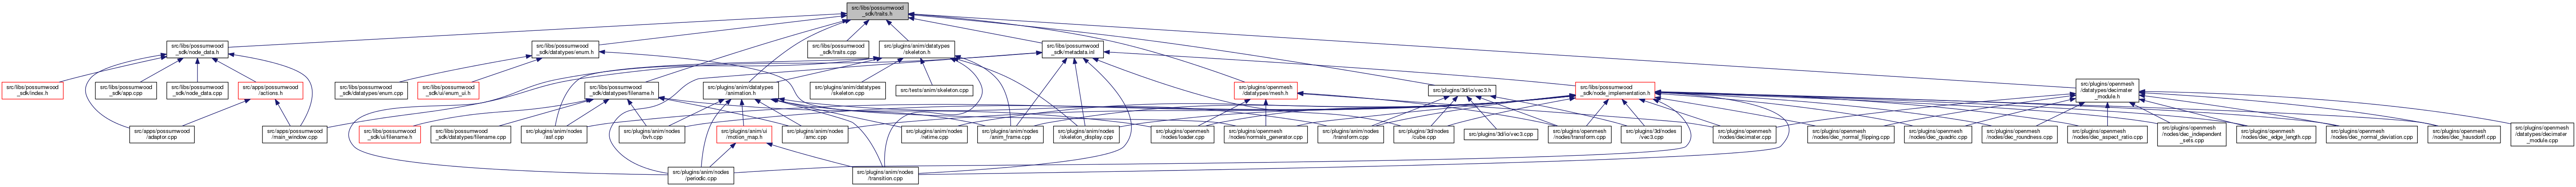 src/libs/possumwood
_sdk/traits.h
src/libs/possumwood
_sdk/node_data.h
src/libs/possumwood
_sdk/datatypes/enum.h
src/libs/possumwood
_sdk/traits.cpp
src/plugins/anim/datatypes
/skeleton.h
src/libs/possumwood
_sdk/metadata.inl
src/libs/possumwood
_sdk/index.h
src/libs/possumwood
_sdk/app.cpp
src/libs/possumwood
_sdk/node_data.cpp
src/apps/possumwood
/actions.h
src/libs/possumwood
_sdk/datatypes/enum.cpp
src/libs/possumwood
_sdk/ui/enum_ui.h
src/libs/possumwood
_sdk/datatypes/filename.h
src/plugins/anim/datatypes
/animation.h
src/plugins/anim/datatypes
/skeleton.cpp
src/tests/anim/skeleton.cpp
src/plugins/openmesh
/datatypes/mesh.h
src/plugins/3d/io/vec3.h
src/libs/possumwood
_sdk/node_implementation.h
src/plugins/openmesh
/datatypes/decimater
_module.h
src/apps/possumwood
/adaptor.cpp
src/apps/possumwood
/main_window.cpp
src/libs/possumwood
_sdk/ui/filename.h
src/libs/possumwood
_sdk/datatypes/filename.cpp
src/plugins/anim/nodes
/asf.cpp
src/plugins/anim/nodes
/bvh.cpp
src/plugins/anim/ui
/motion_map.h
src/plugins/anim/nodes
/amc.cpp
src/plugins/anim/nodes
/retime.cpp
src/plugins/anim/nodes
/anim_frame.cpp
src/plugins/anim/nodes
/skeleton_display.cpp
src/plugins/openmesh
/nodes/loader.cpp
src/plugins/openmesh
/nodes/normals_generator.cpp
src/plugins/anim/nodes
/transform.cpp
src/plugins/3d/nodes
/cube.cpp
src/plugins/3d/io/vec3.cpp
src/plugins/openmesh
/nodes/transform.cpp
src/plugins/3d/nodes
/vec3.cpp
src/plugins/openmesh
/nodes/decimater.cpp
src/plugins/openmesh
/nodes/dec_normal_flipping.cpp
src/plugins/openmesh
/nodes/dec_quadric.cpp
src/plugins/openmesh
/nodes/dec_roundness.cpp
src/plugins/openmesh
/nodes/dec_aspect_ratio.cpp
src/plugins/openmesh
/nodes/dec_independent
_sets.cpp
src/plugins/openmesh
/nodes/dec_edge_length.cpp
src/plugins/openmesh
/nodes/dec_normal_deviation.cpp
src/plugins/openmesh
/nodes/dec_hausdorff.cpp
src/plugins/openmesh
/datatypes/decimater
_module.cpp
src/plugins/anim/nodes
/periodic.cpp
src/plugins/anim/nodes
/transition.cpp